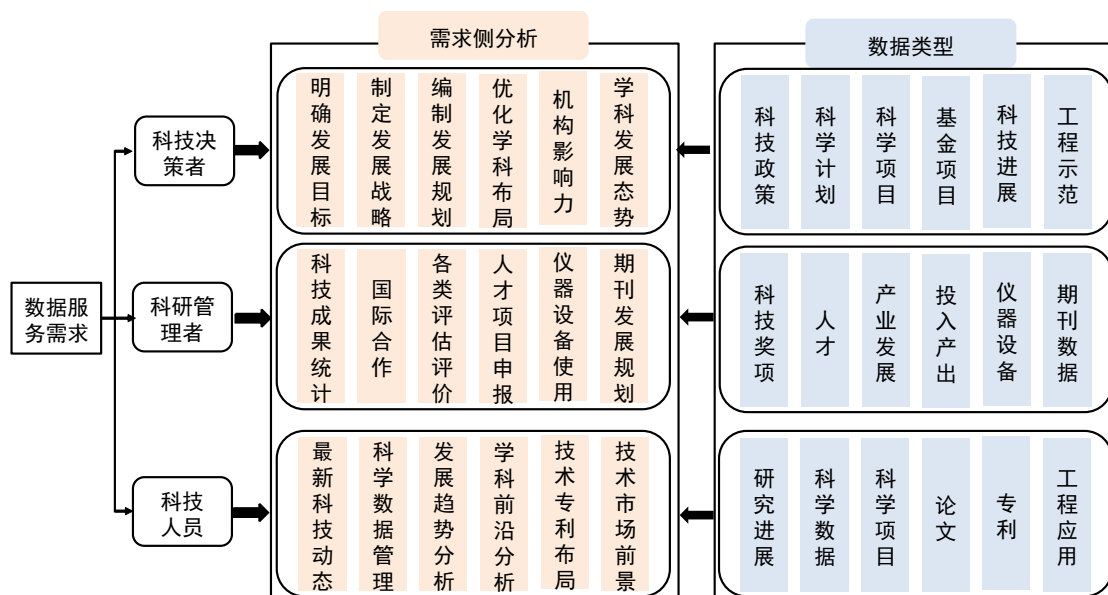 需求侧分析
数据类型
数据服
务需求
科技决
策者
明确发展目标
制定发展战略
编制发展规划
优化学科布局
机构影响力
学科发展态势
科技政策
科学计划
科学项目
基金项目
科技进展
工程示范
科研管
理者
科技成果统计
国际合作
各类评估评价
人才项目申报
仪器设备使用
期刊发展规划
科技奖项
人才
产业发展
投入产出
仪器设备
期刊数据
科技
人员
最新科技动态
科学数据管理
发展趋势分析
学科前沿分析
技术专利布局
技术市场前景
研究进展
科学数据
科学项目
论文
专利
工程应用